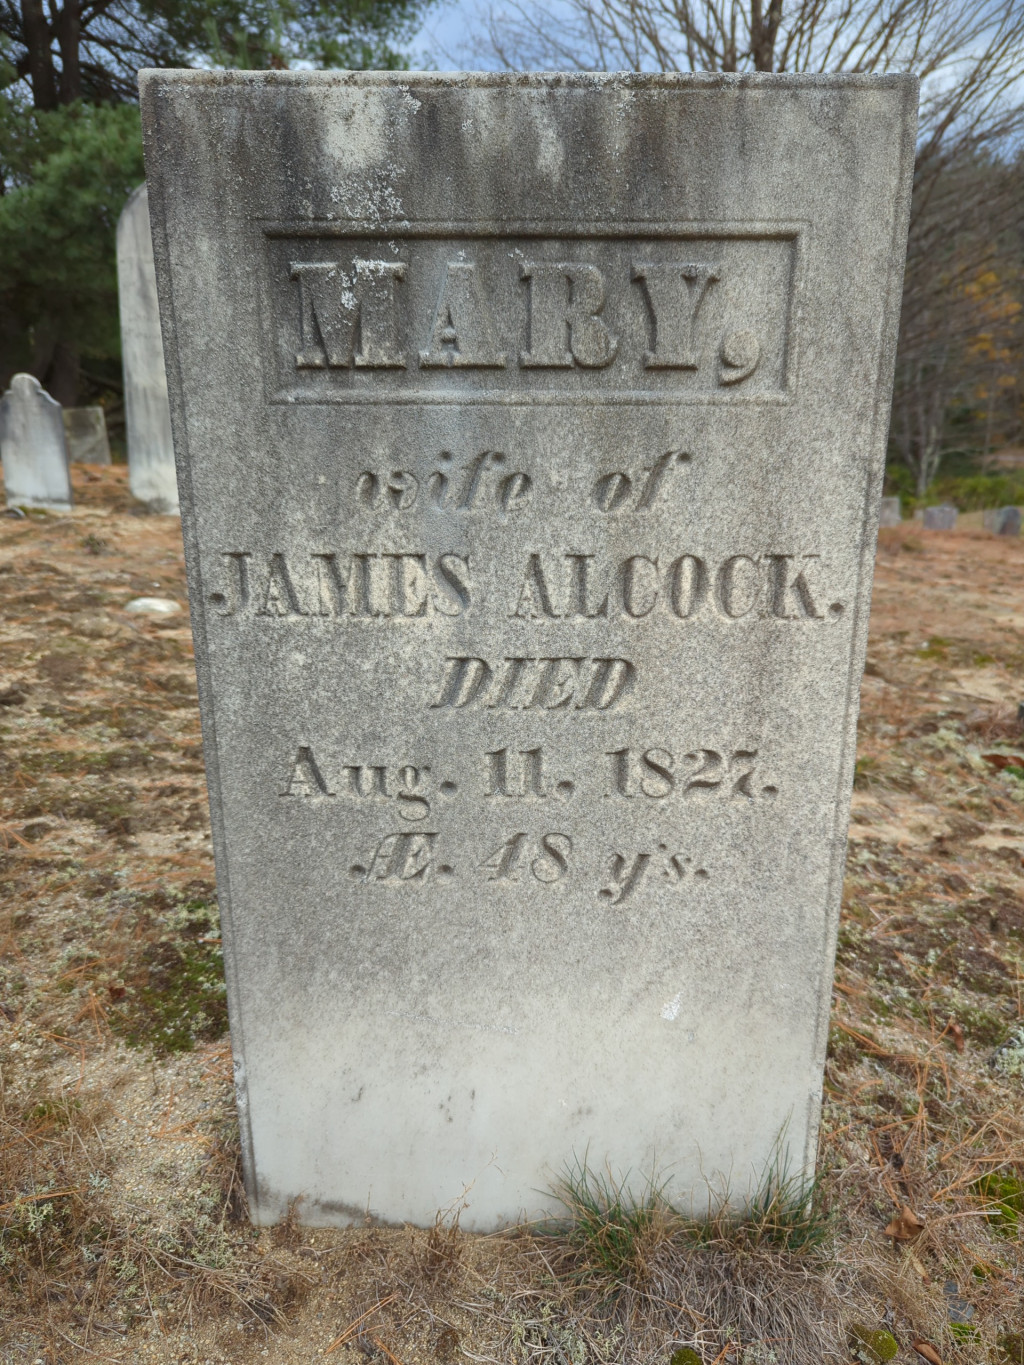 MARY,
wife of
JAMES ALCOCK.
DIED
Aug. 11. 1827.
Æ. 48 y's.